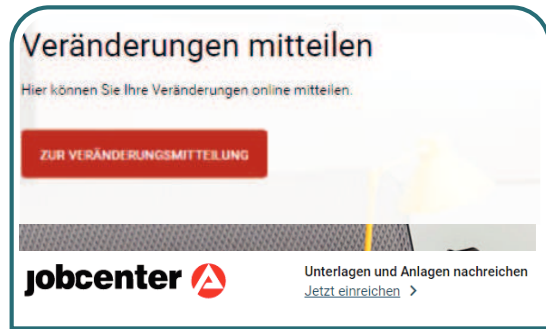 Veränderungen mitteilen
Hier können Sie Ihre Veränderungen online mitteilen.
ZUR VERÄNDERUNGSMITTEILUNG
jobcenter
Unterlagen und Anlagen nachreichen
Jetzt einreichen >